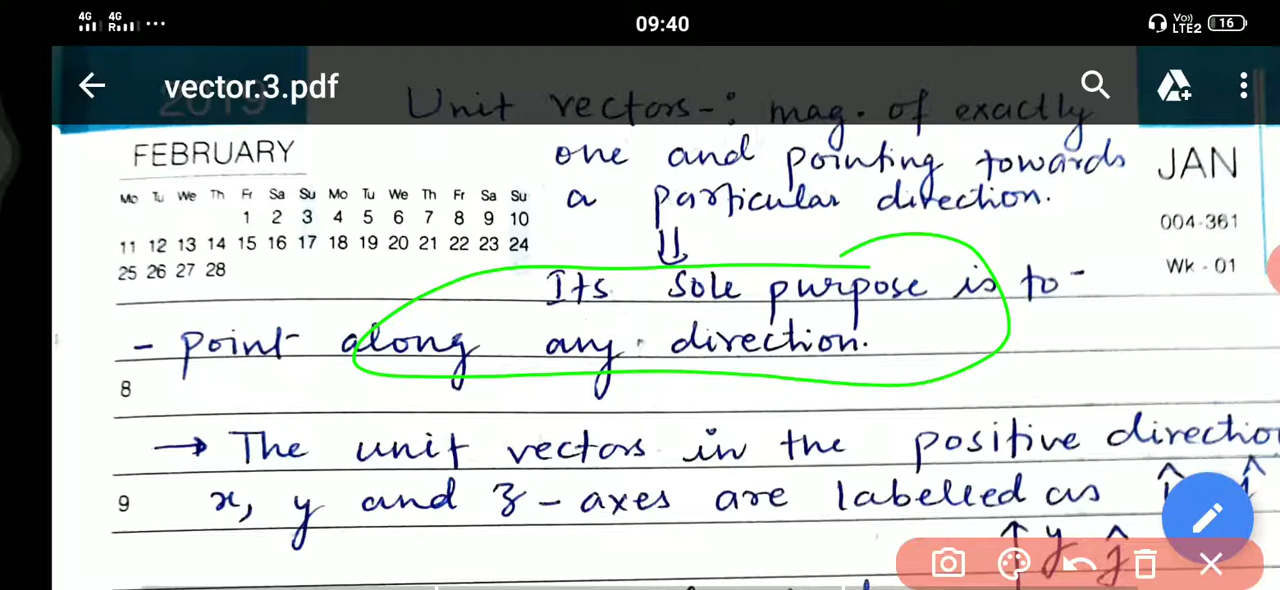 4G 4G R 09:40 Vo)) LTE2 16
vector.3.pdf
2019
Unit vectors-: mag. of exactly
one and pointing towards
a particular direction.
FEBRUARY
Mo Tu We Th Fr Sa Su Mo Tu We Th Fr Sa Su
1 2 3 4 5 6 7 8 9 10
11 12 13 14 15 16 17 18 19 20 21 22 23 24
25 26 27 28
JAN
004-361
Wk - 01
⇓
Its sole purpose is to -
- point along any direction.
8
→ The unit vectors in the positive directio
9 x, y and z - axes are labelled as
↑ y ĵ